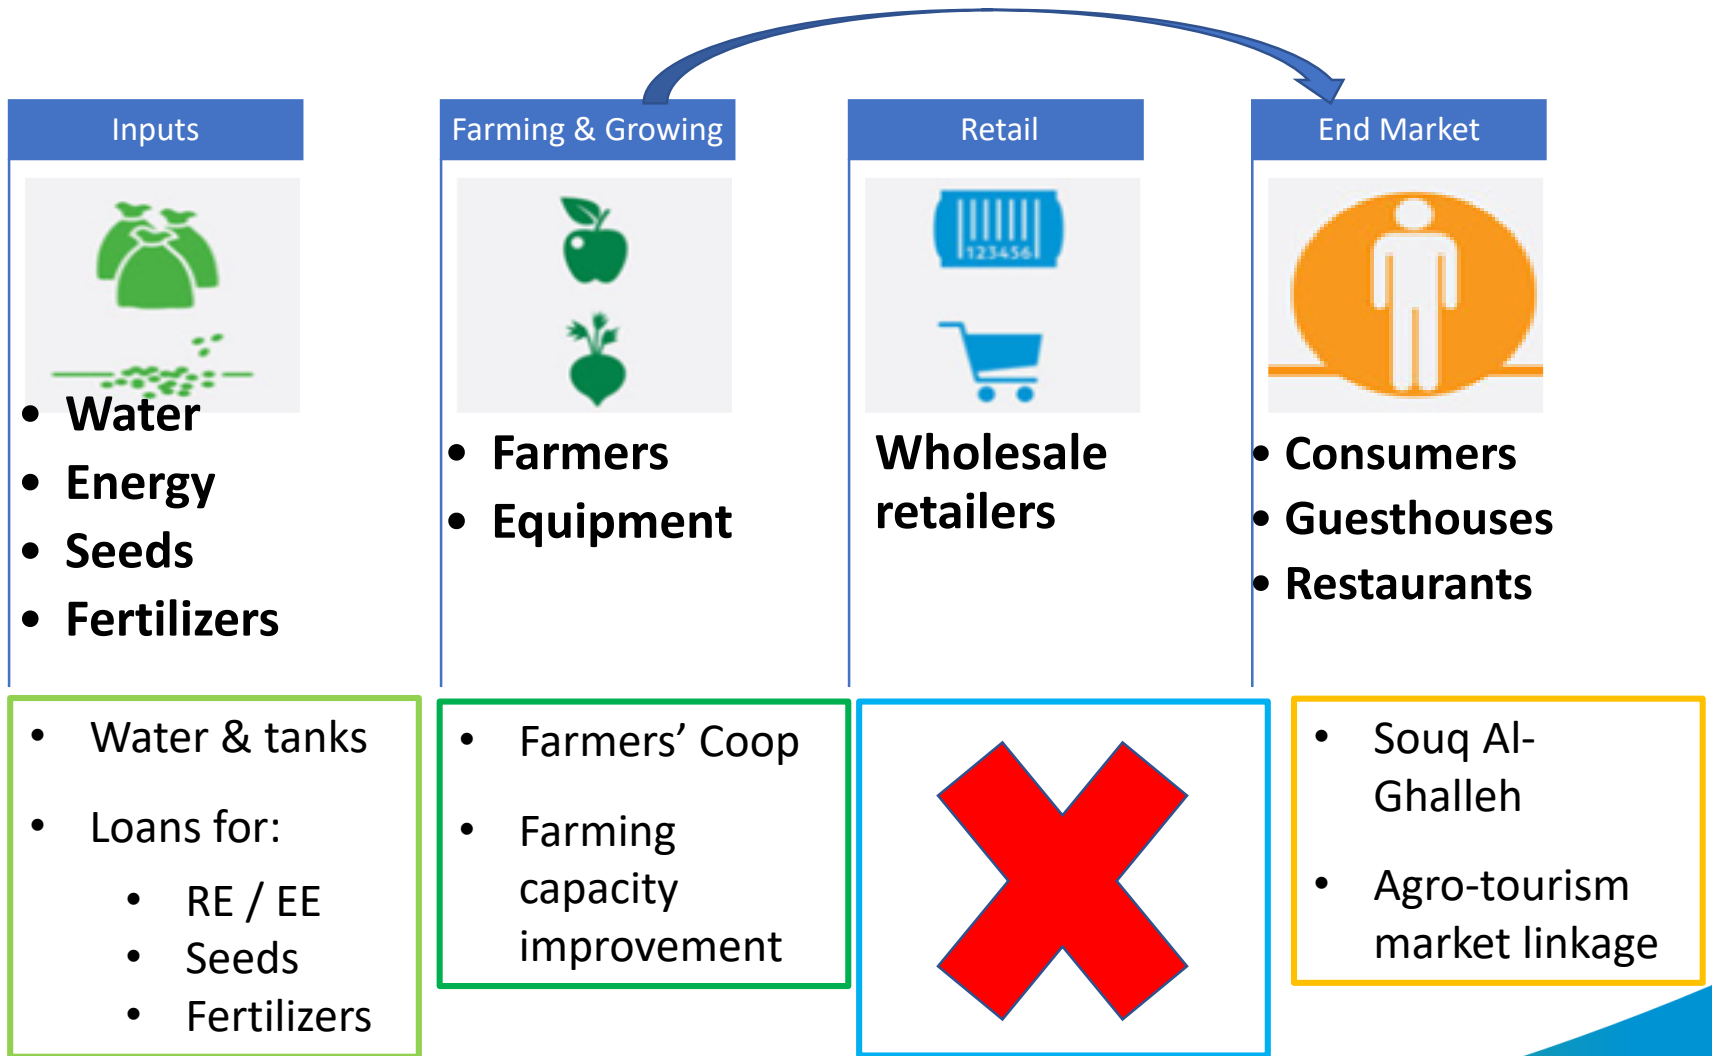 Inputs
• Water
• Energy
• Seeds
• Fertilizers
• Water & tanks
• Loans for:
• RE / EE
• Seeds
• Fertilizers
Farming & Growing
• Farmers
• Equipment
• Farmers’ Coop
• Farming
capacity
improvement
Retail
123456
Wholesale
retailers
End Market
• Consumers
• Guesthouses
• Restaurants
• Souq Al-
Ghalleh
• Agro-tourism
market linkage